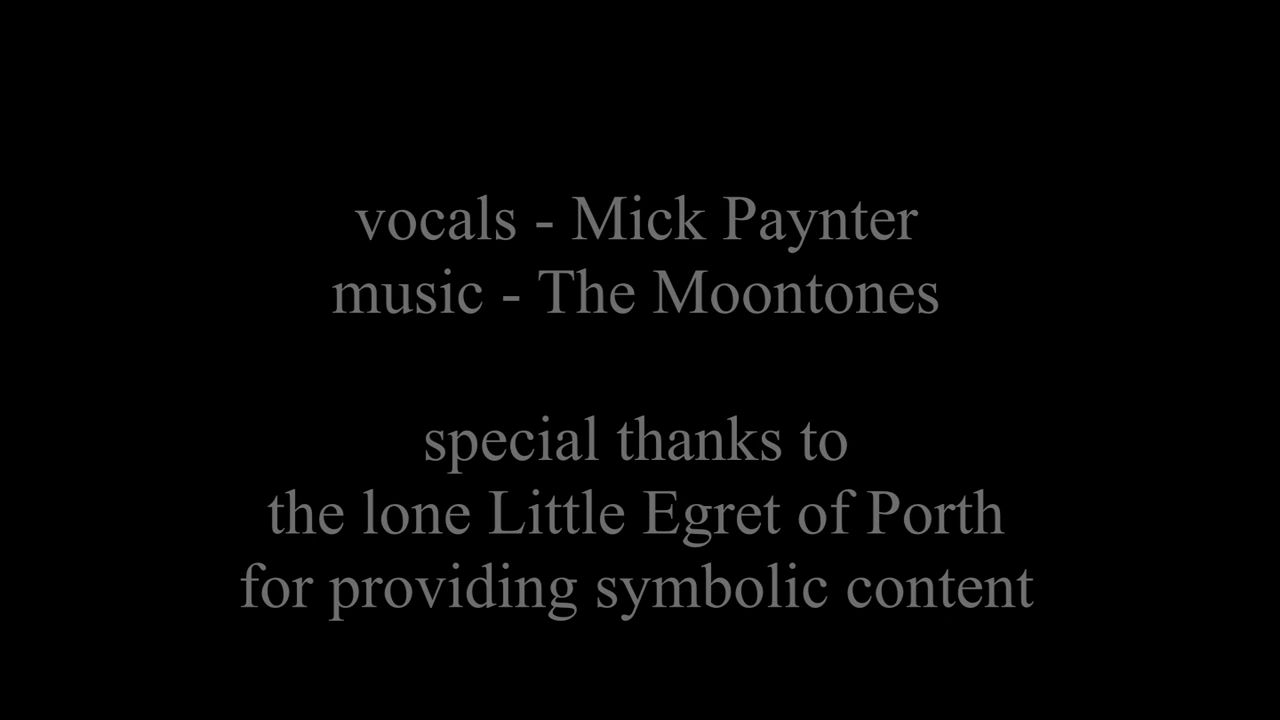 vocals - Mick Paynter
music - The Moontones
special thanks to
the lone Little Egret of Porth
for providing symbolic content